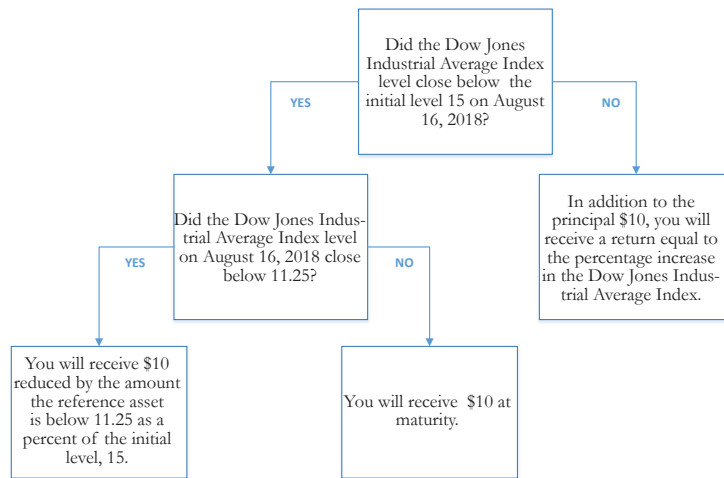 Did the Dow Jones
Industrial Average Index
level close below the
initial level 15 on August
16, 2018?
YES
NO
Did the Dow Jones Indus-
trial Average Index level
on August 16, 2018 close
below 11.25?
In addition to the
principal $10, you will
receive a return equal to
the percentage increase
in the Dow Jones Indus-
trial Average Index.
YES
NO
You will receive $10
reduced by the amount
the reference asset
is below 11.25 as a
percent of the initial
level, 15.
You will receive $10 at
maturity.